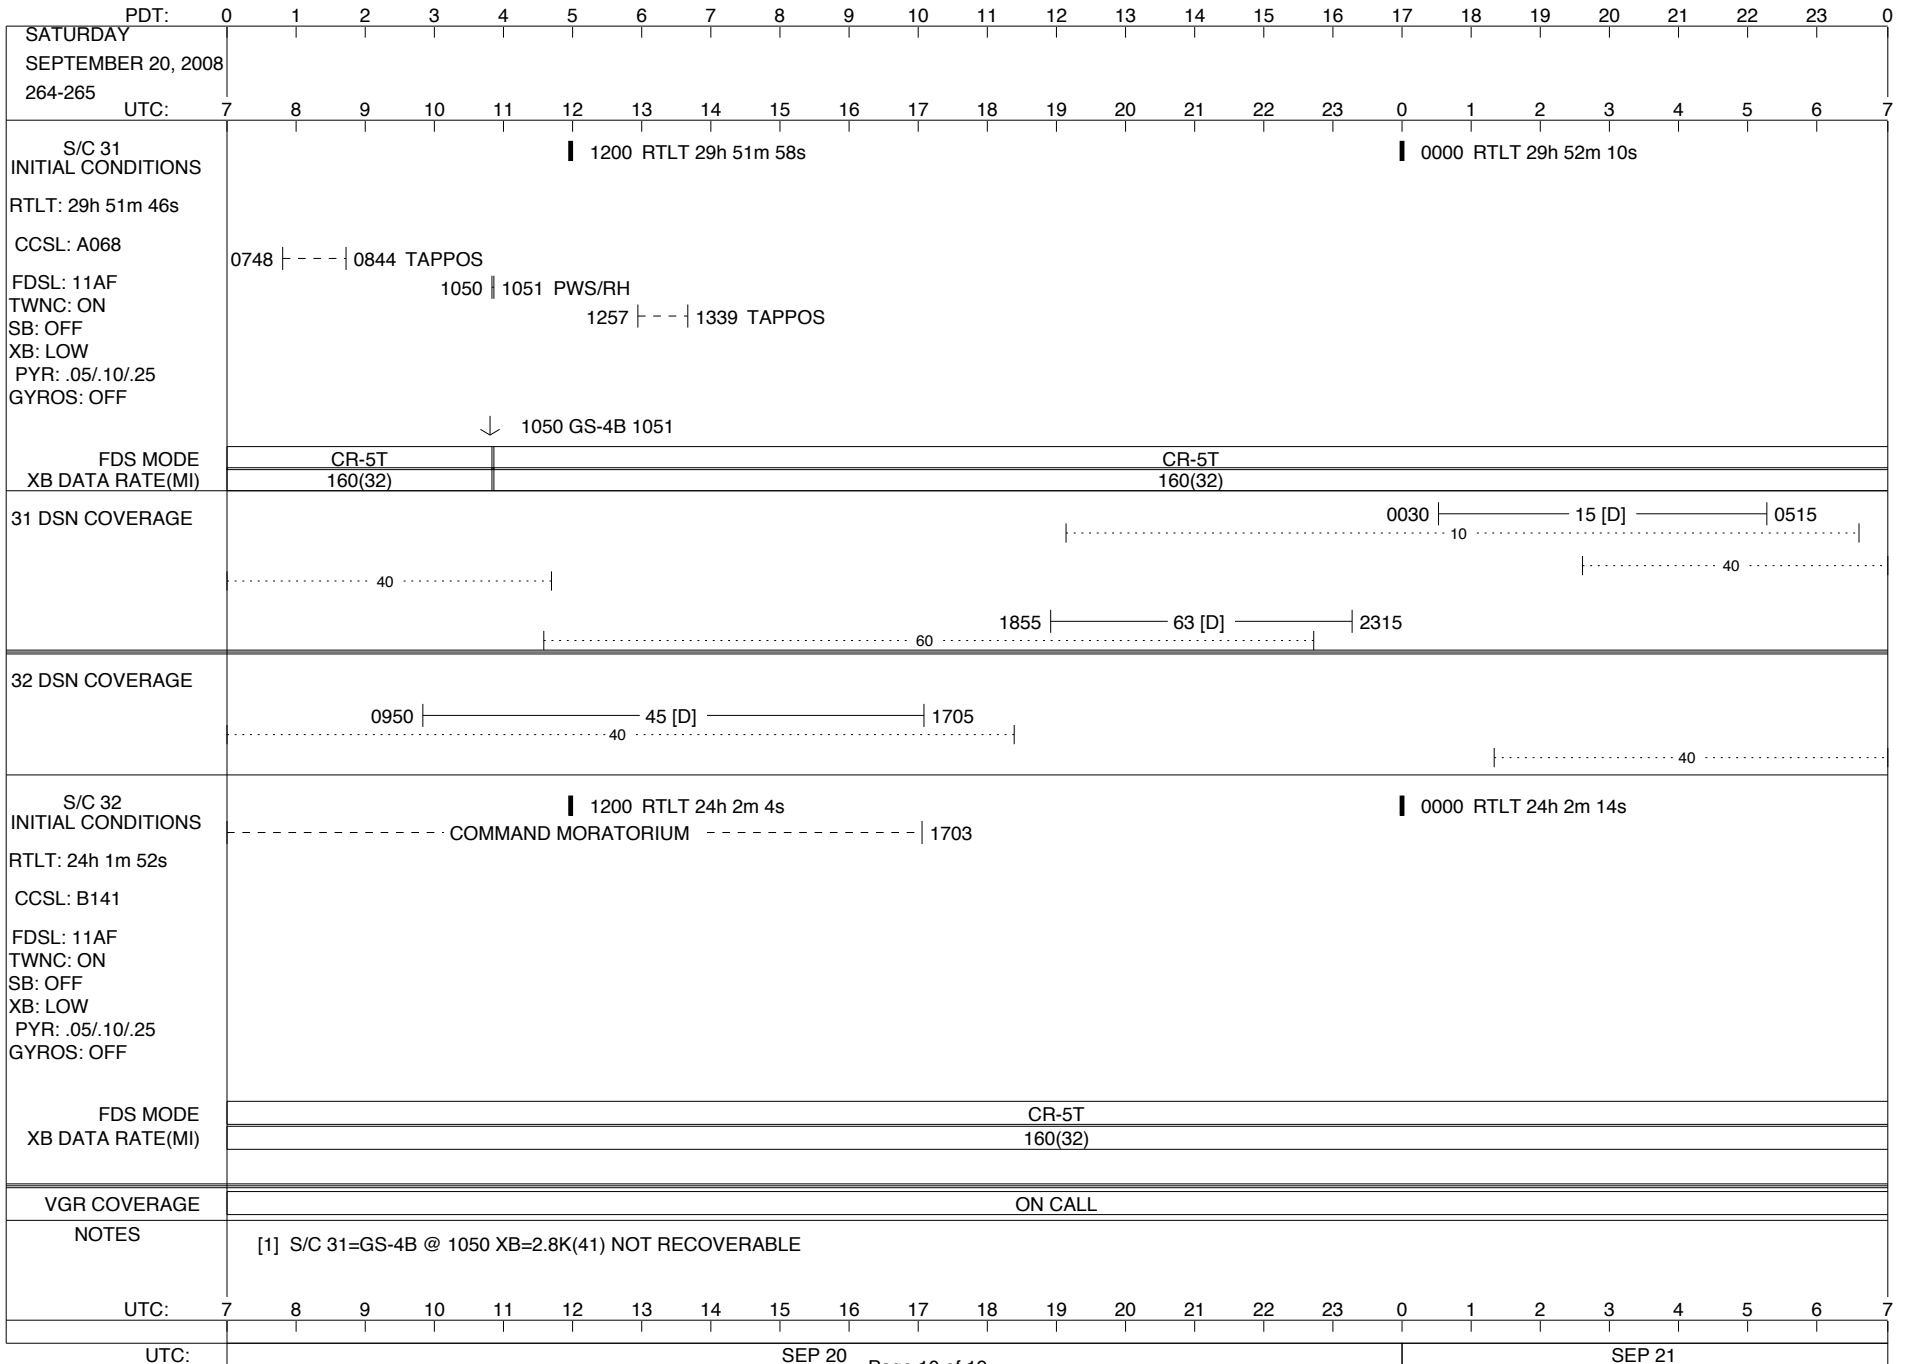 PDT: 0 1 2 3 4 5 6 7 8 9 10 11 12 13 14 15 16 17 18 19 20 21 22 23 0
SATURDAY
SEPTEMBER 20, 2008
264-265
UTC: 7 8 9 10 11 12 13 14 15 16 17 18 19 20 21 22 23 0 1 2 3 4 5 6 7
S/C 31
INITIAL CONDITIONS
1200 RTLT 29h 51m 58s
0000 RTLT 29h 52m 10s
RTLT: 29h 51m 46s
CCSL: A068
0748 0844 TAPPOS
FDSL: 11AF
1050 1051 PWS/RH
TWNC: ON
1257 1339 TAPPOS
SB: OFF
XB: LOW
PYR: .05/.10/.25
GYROS: OFF
1050 GS-4B 1051
FDS MODE CR-5T CR-5T
XB DATA RATE(MI) 160(32) 160(32)
31 DSN COVERAGE
0030 15 [D] 0515
10
40
40
1855 63 [D] 2315
60
32 DSN COVERAGE
0950 45 [D] 1705
40
40
S/C 32
INITIAL CONDITIONS
1200 RTLT 24h 2m 4s
0000 RTLT 24h 2m 14s
COMMAND MORATORIUM 1703
RTLT: 24h 1m 52s
CCSL: B141
FDSL: 11AF
TWNC: ON
SB: OFF
XB: LOW
PYR: .05/.10/.25
GYROS: OFF
FDS MODE CR-5T
XB DATA RATE(MI) 160(32)
VGR COVERAGE ON CALL
NOTES
[1] S/C 31=GS-4B @ 1050 XB=2.8K(41) NOT RECOVERABLE
UTC: 7 8 9 10 11 12 13 14 15 16 17 18 19 20 21 22 23 0 1 2 3 4 5 6 7
UTC: SEP 20 SEP 21